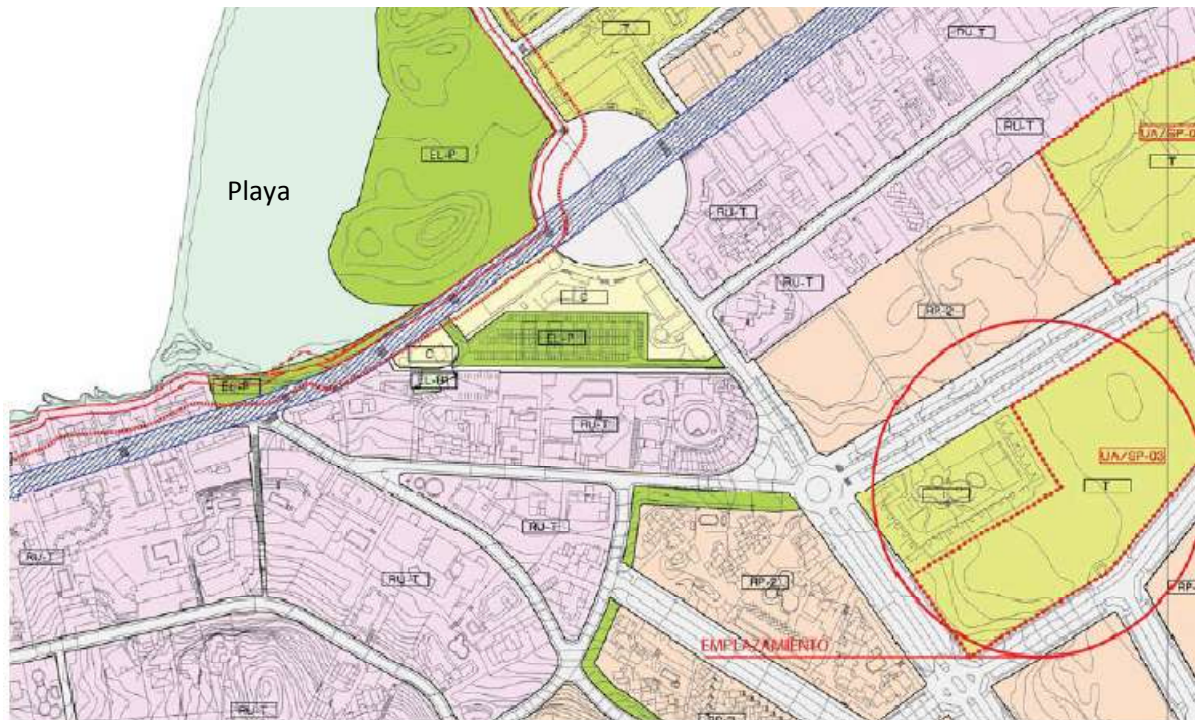 T
RU-T
RU-T
UA/SP-0
T
EL-P
Playa
RU-T
RU-T
C
RP-2
EL-P
C
EL-P
RU-T
UA/SP-03
T
RU-T
RU-T
RU-T
RP-2
RP-
EMPLAZAMIENTO
RU-T
RP-2